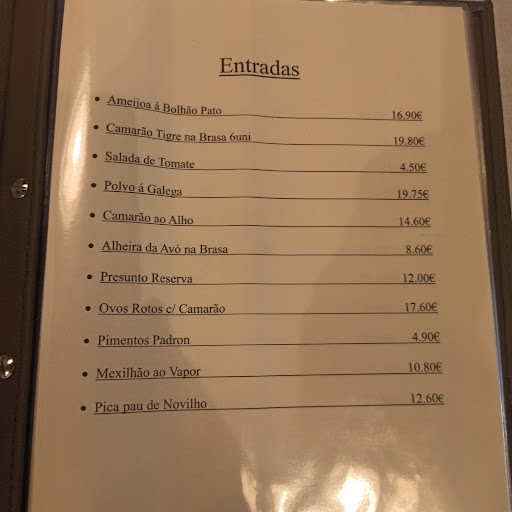 Entradas
Ameijoa á Bolhão Pato 16.90€
Camarão Tigre na Brasa 6uni 19.80€
Salada de Tomate 4.50€
Polvo á Galega 19.75€
Camarão ao Alho 14.60€
Alheira da Avó na Brasa 8.60€
Presunto Reserva 12.00€
Ovos Rotos c/ Camarão 17.60€
Pimentos Padron 4.90€
Mexilhão ao Vapor 10.80€
Pica pau de Novilho 12.60€